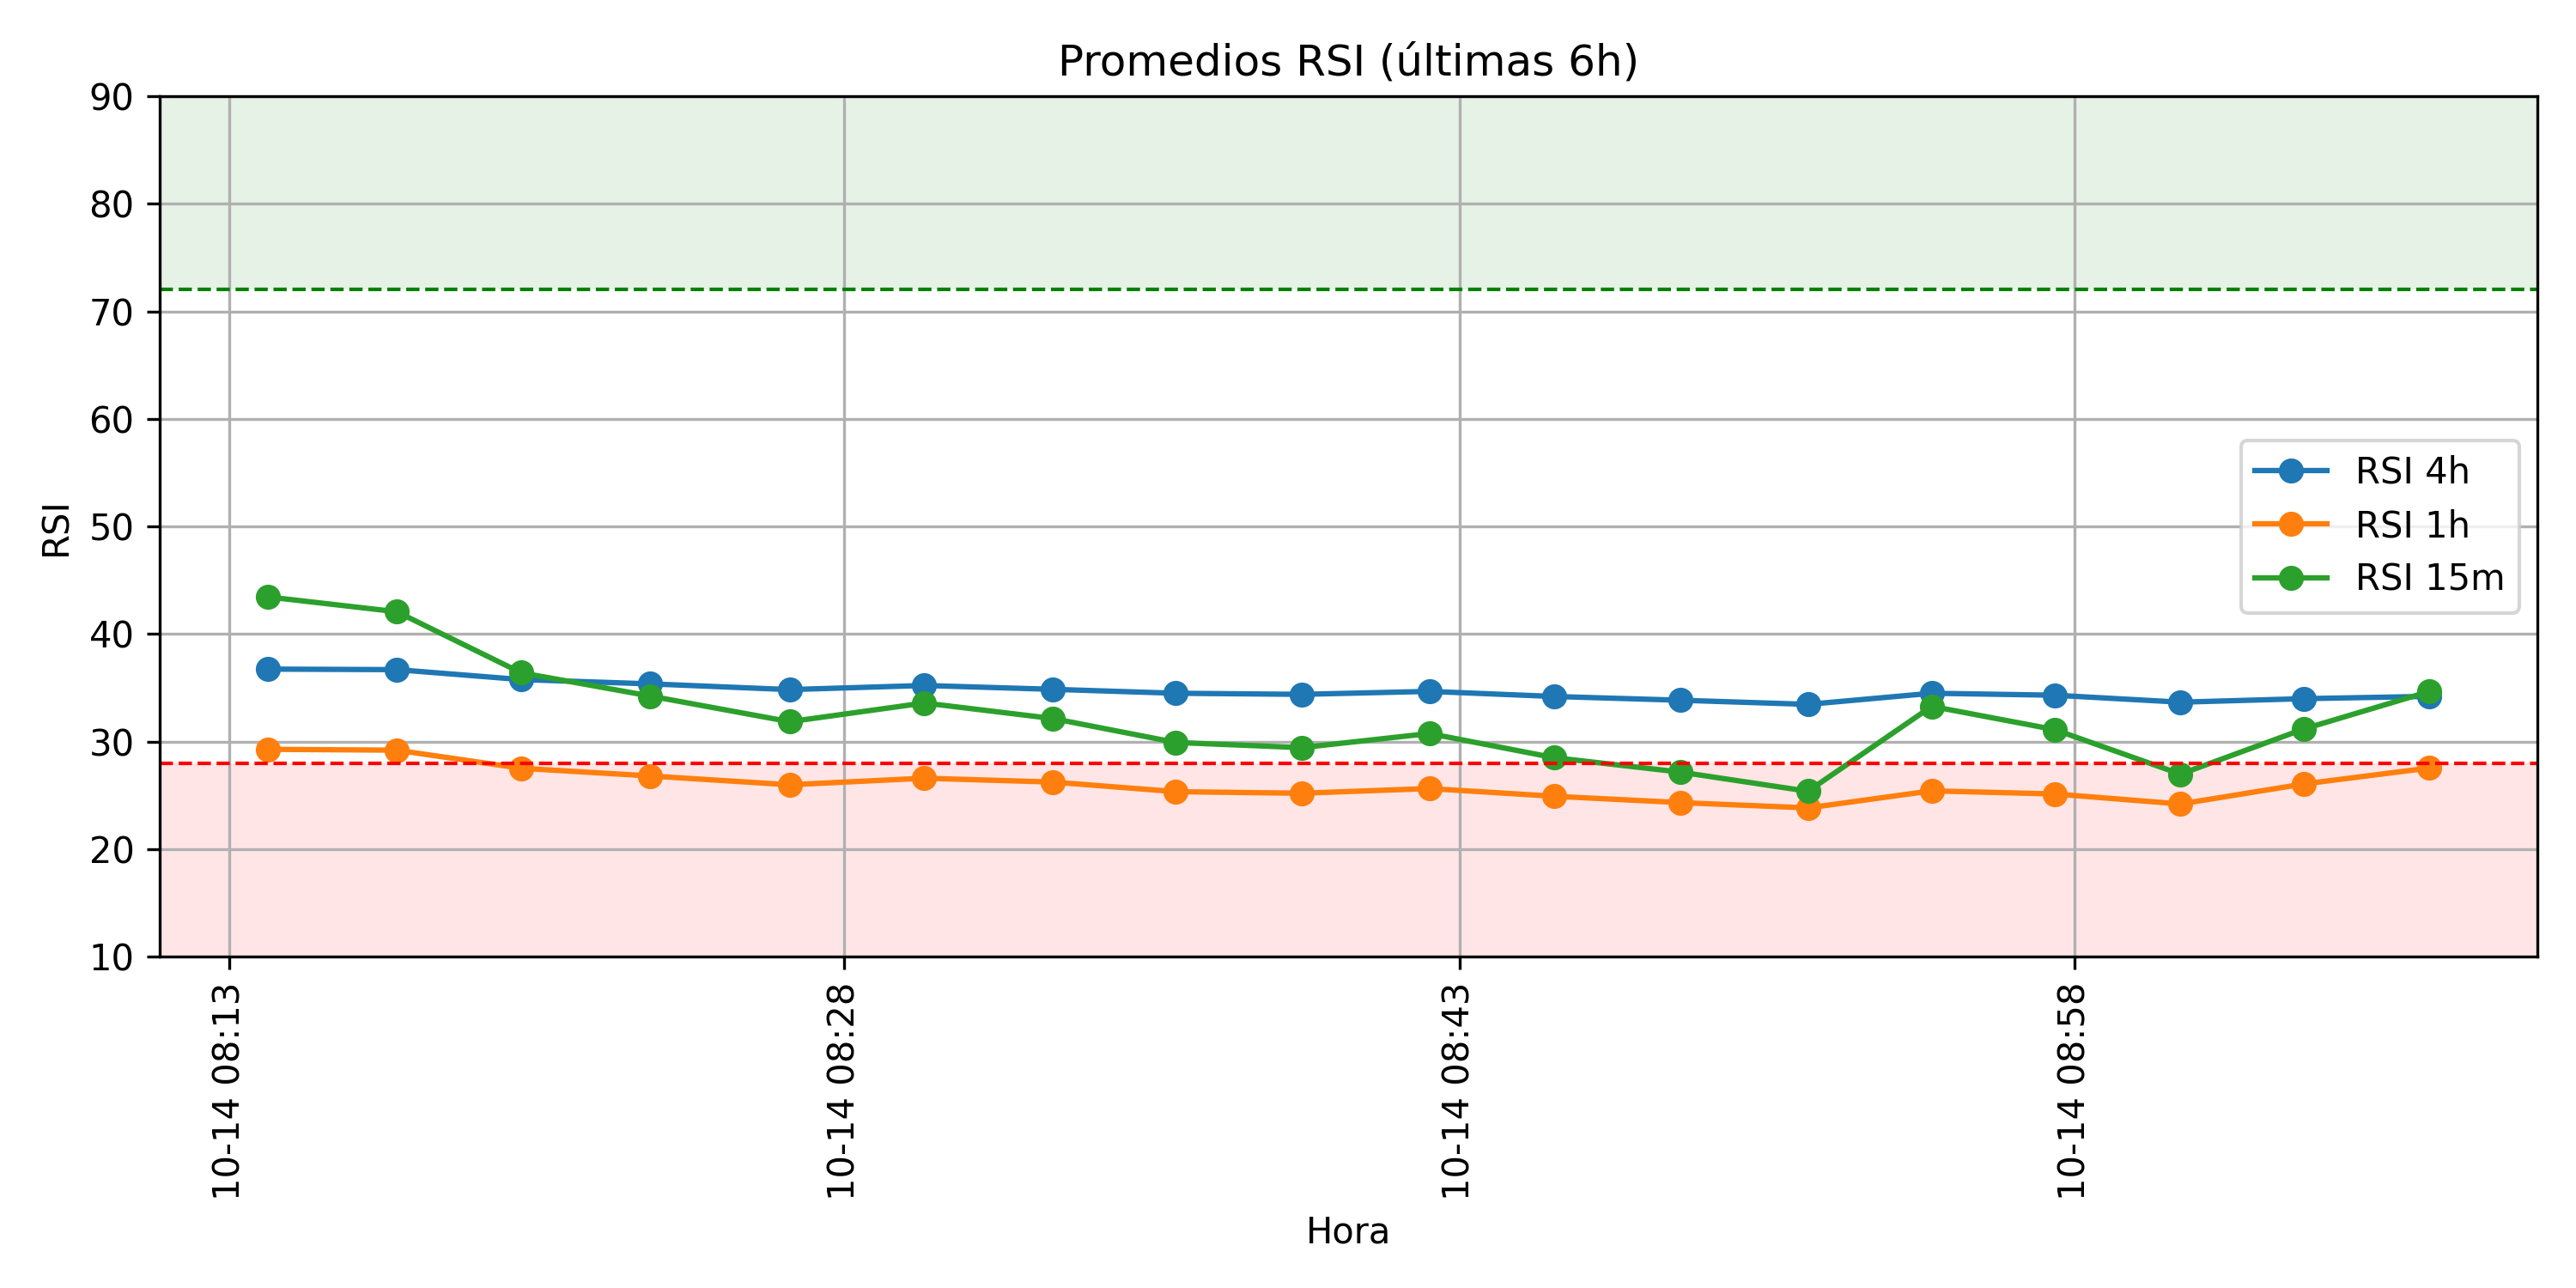 Promedios RSI (últimas 6h)
90
80
70
60
50
40
30
20
10
RSI
RSI 4h
RSI 1h
RSI 15m
10-14 08:13
10-14 08:28
10-14 08:43
10-14 08:58
Hora